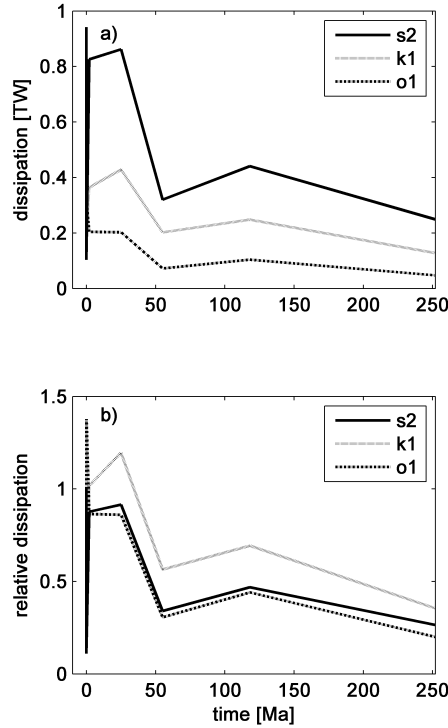 a)
s2
k1
o1
dissipation [TW]
1
0.8
0.6
0.4
0.2
0
0 50 100 150 200 250
b)
s2
k1
o1
relative dissipation
1.5
1
0.5
0
0 50 100 150 200 250
time [Ma]